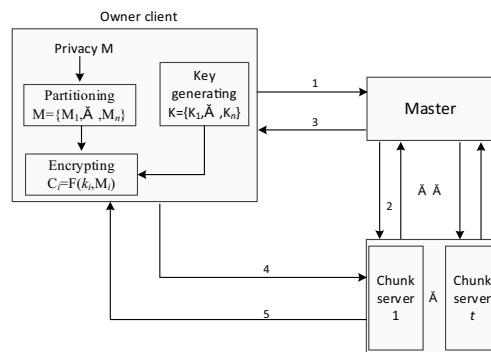 Owner client
Privacy M
Partitioning
M={M1,Ă ,Mn}
Key
generating
K={K1,Ă ,Kn}
Encrypting
Ci=F(ki,Mi)
1
3
Master
2
Ă Ă
4
5
Chunk
server
1
Ă
Chunk
server
t